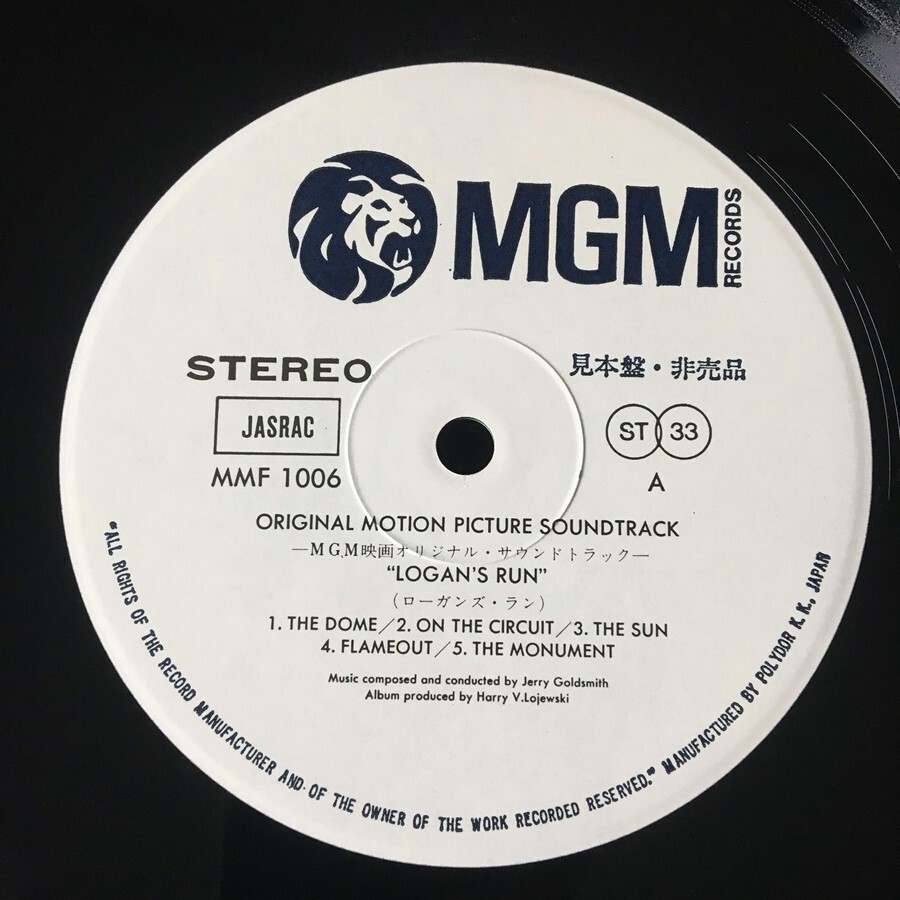 MGM
RECORDS
STEREO
見本盤・非売品
JASRAC
ST 33
MMF 1006
A
ORIGINAL MOTION PICTURE SOUNDTRACK
—MGM映画オリジナル・サウンドトラック—
“LOGAN'S RUN”
(ローガンズ・ラン)
1. THE DOME/2. ON THE CIRCUIT/3. THE SUN
4. FLAMEOUT/5. THE MONUMENT
Music composed and conducted by Jerry Goldsmith
Album produced by Harry V.Lojewski
“ALL RIGHTS OF THE RECORD MANUFACTURER AND OF THE OWNER OF THE WORK RECORDED RESERVED.” MANUFACTURED BY POLYDOR K.K., JAPAN